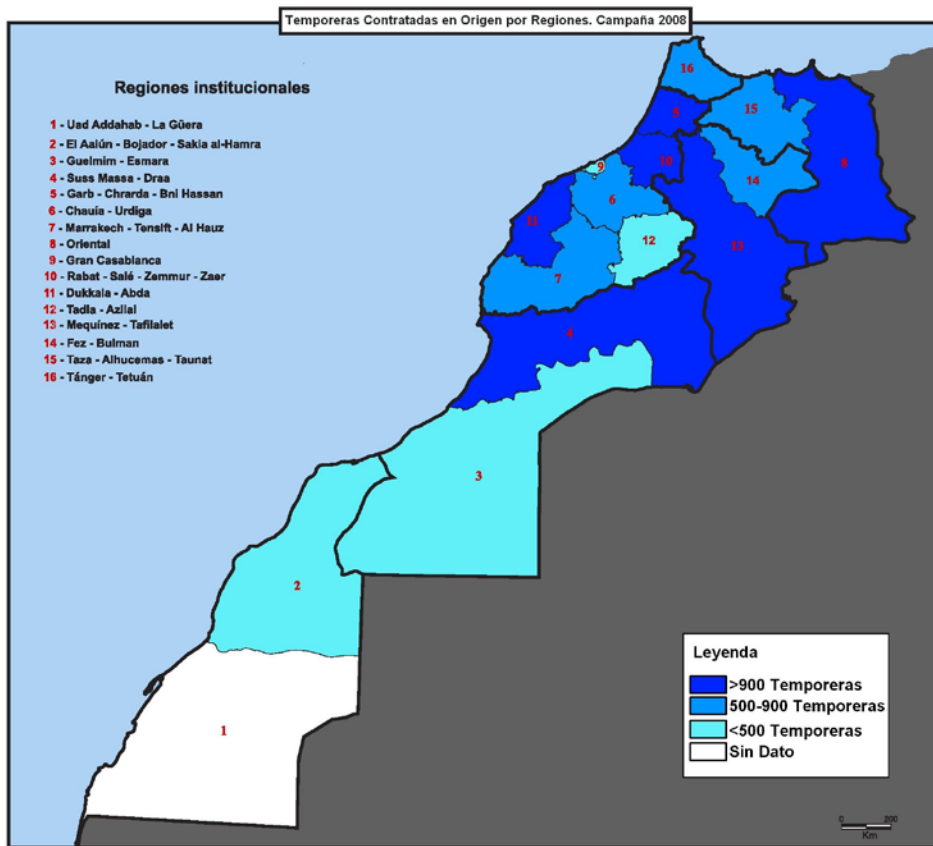 Temporeras Contratadas en Origen por Regiones. Campaña 2008
Regiones institucionales
1 - Uad Addahab - La Güera
2 - El Aaiún - Bojador - Sakia al-Hamra
3 - Guelmim - Esmara
4 - Suss Massa - Draa
5 - Garb - Chrarda - Bni Hassan
6 - Chauía - Urdiga
7 - Marrakech - Tensift - Al Hauz
8 - Oriental
9 - Gran Casablanca
10 - Rabat - Salé - Zemmur - Zaer
11 - Dukkala - Abda
12 - Tadla - Azilal
13 - Mequínez - Tafilalet
14 - Fez - Bulman
15 - Taza - Alhucemas - Taunat
16 - Tánger - Tetuán
16
15
5
8
10
9
14
6
11
12
13
7
4
3
2
1
Leyenda
>900 Temporeras
500-900 Temporeras
<500 Temporeras
Sin Dato
0 200
Km